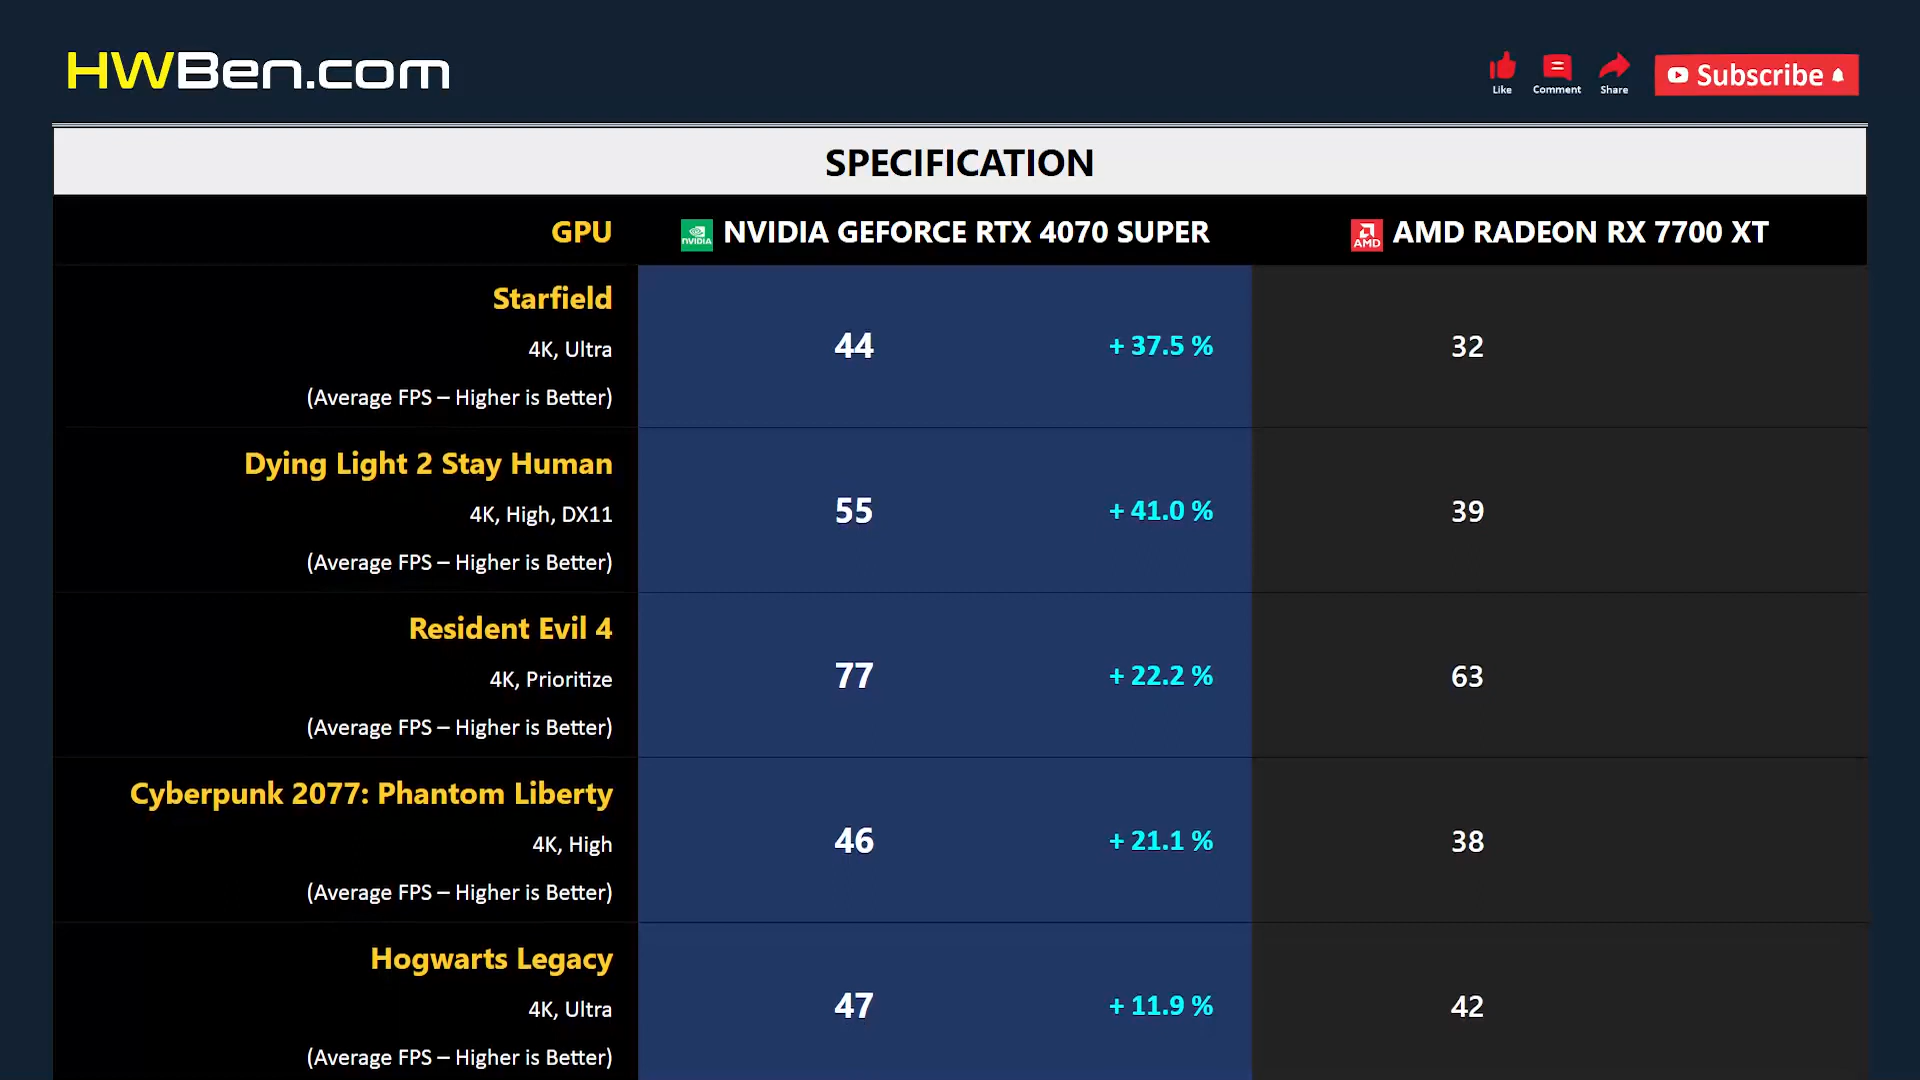 HWBen.com
Like Comment Share Subscribe
SPECIFICATION
GPU NVIDIA NVIDIA GEFORCE RTX 4070 SUPER AMD AMD RADEON RX 7700 XT
Starfield
4K, Ultra 44 + 37.5 % 32
(Average FPS – Higher is Better)
Dying Light 2 Stay Human
4K, High, DX11 55 + 41.0 % 39
(Average FPS – Higher is Better)
Resident Evil 4
4K, Prioritize 77 + 22.2 % 63
(Average FPS – Higher is Better)
Cyberpunk 2077: Phantom Liberty
4K, High 46 + 21.1 % 38
(Average FPS – Higher is Better)
Hogwarts Legacy
4K, Ultra 47 + 11.9 % 42
(Average FPS – Higher is Better)